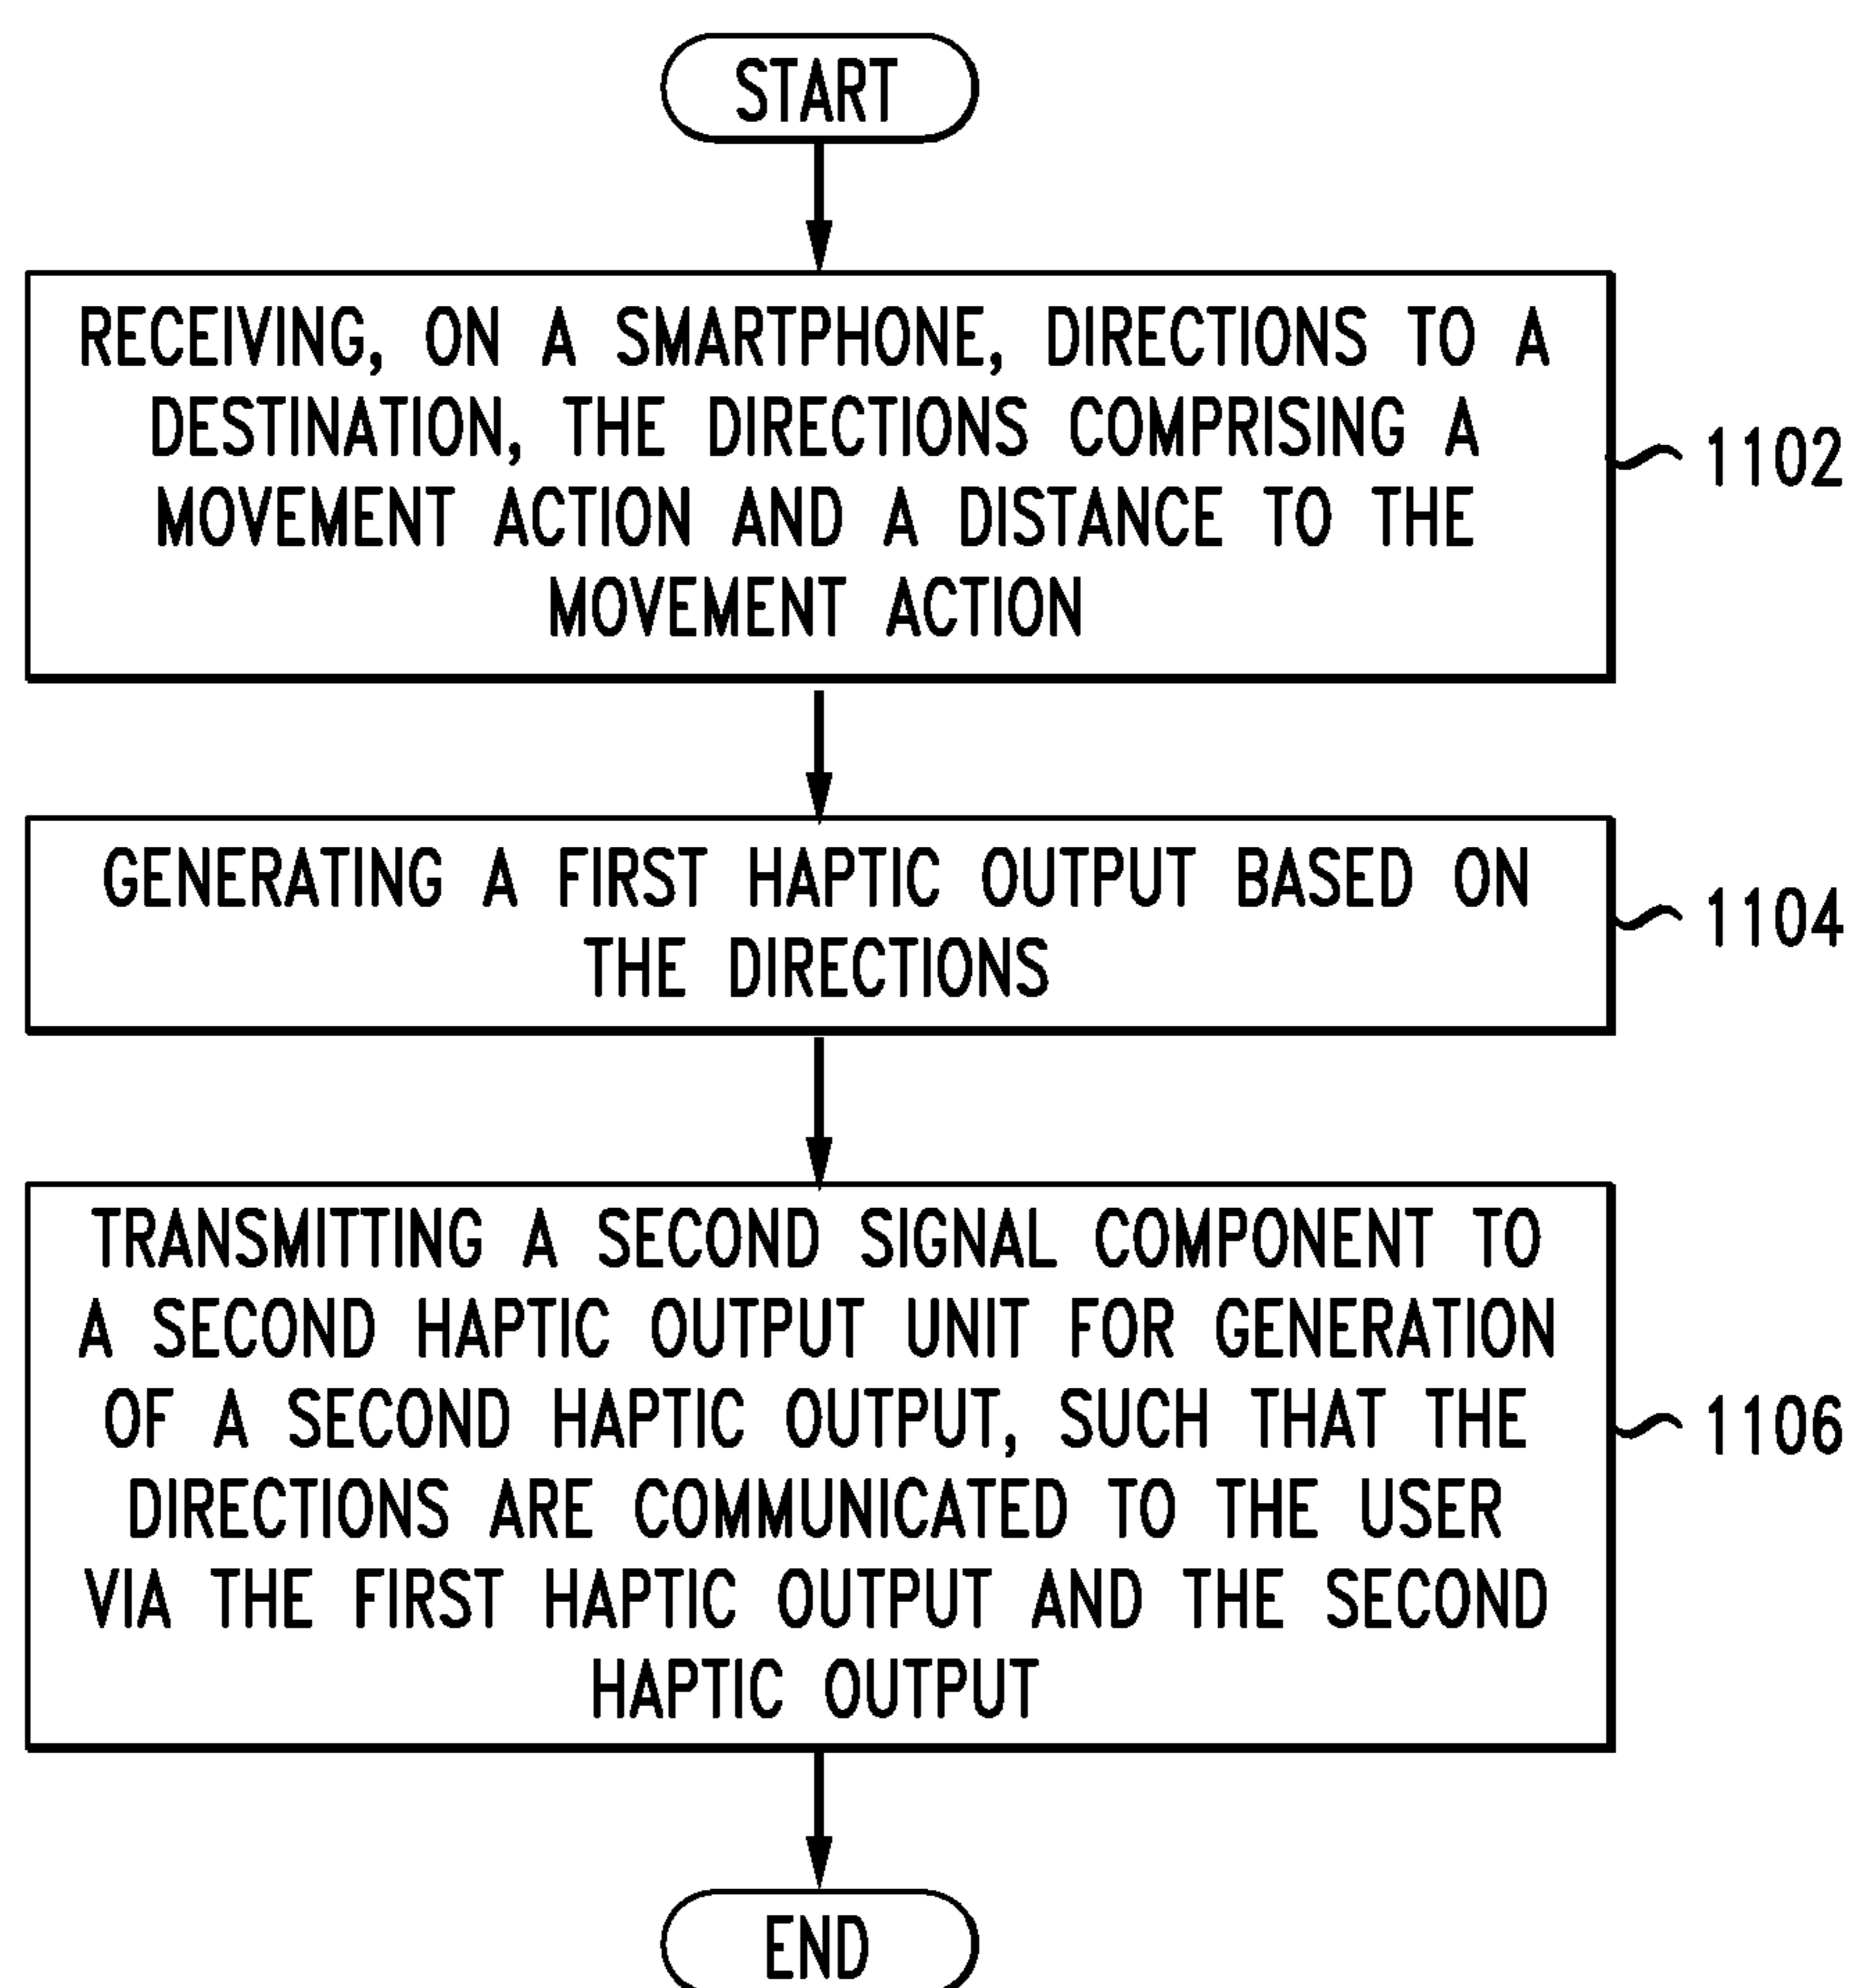 START
RECEIVING, ON A SMARTPHONE, DIRECTIONS TO A
DESTINATION, THE DIRECTIONS COMPRISING A
MOVEMENT ACTION AND A DISTANCE TO THE
MOVEMENT ACTION
1102
GENERATING A FIRST HAPTIC OUTPUT BASED ON
THE DIRECTIONS
1104
TRANSMITTING A SECOND SIGNAL COMPONENT TO
A SECOND HAPTIC OUTPUT UNIT FOR GENERATION
OF A SECOND HAPTIC OUTPUT, SUCH THAT THE
DIRECTIONS ARE COMMUNICATED TO THE USER
VIA THE FIRST HAPTIC OUTPUT AND THE SECOND
HAPTIC OUTPUT
1106
END